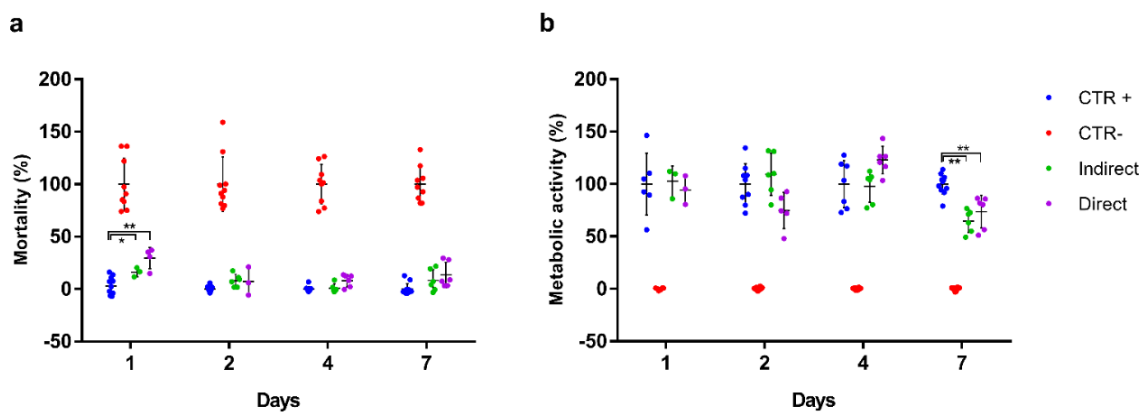 a
Mortality (%)
200
150
100
50
0
-50
**
*
1
2
4
7
Days
b
Metabolic activity (%)
200
150
100
50
0
-50
**
**
1
2
4
7
Days
CTR +
CTR-
Indirect
Direct